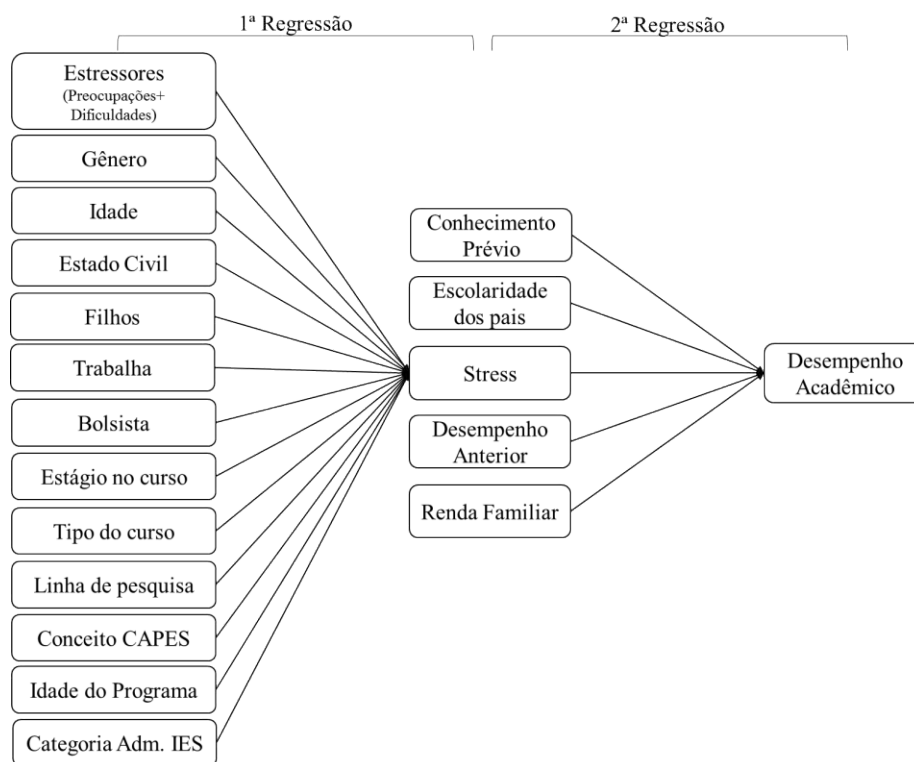 1ª Regressão
2ª Regressão
Estressores
(Preocupações+
Dificuldades)
Gênero
Idade
Estado Civil
Filhos
Trabalha
Bolsista
Estágio no curso
Tipo do curso
Linha de pesquisa
Conceito CAPES
Idade do Programa
Categoria Adm. IES
Conhecimento
Prévio
Escolaridade
dos pais
Stress
Desempenho
Anterior
Renda Familiar
Desempenho
Acadêmico